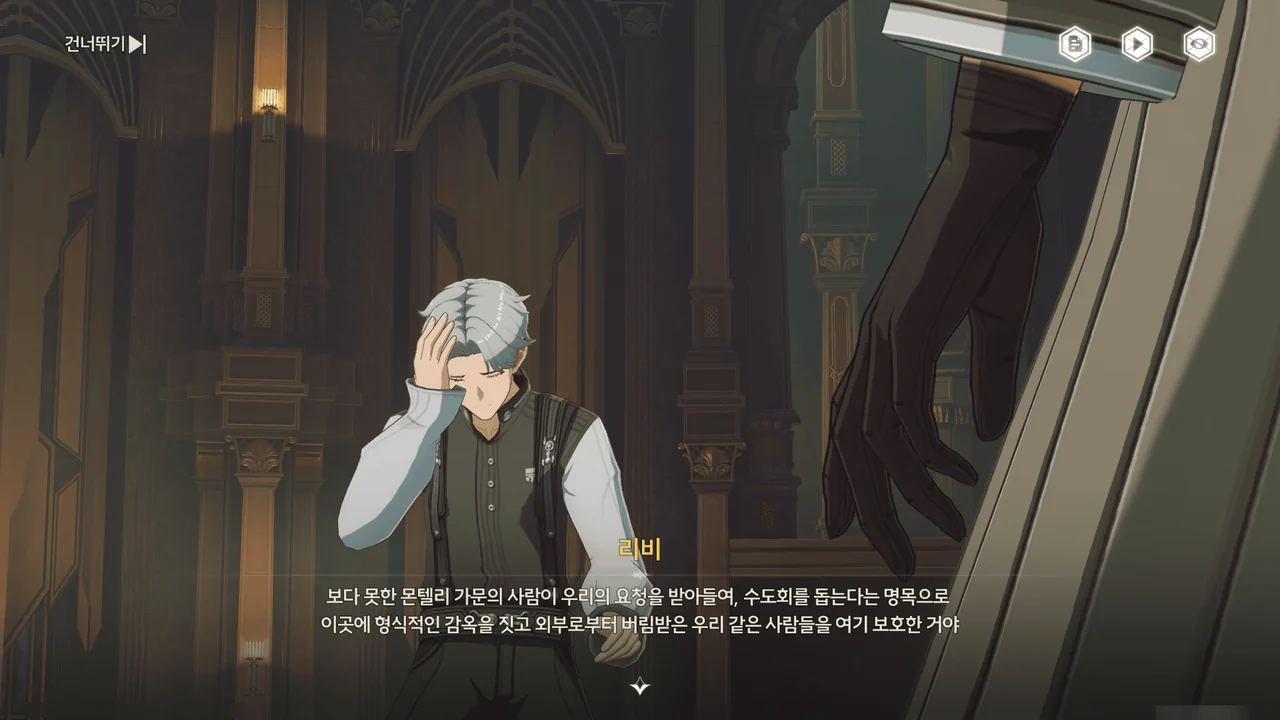 건너뛰기
리비
보다 못한 몬텔리 가문의 사람이 우리의 요청을 받아들여, 수도회를 돕는다는 명목으로
이곳에 형식적인 감옥을 짓고 외부로부터 버림받은 우리 같은 사람들을 여기 보호한 거야